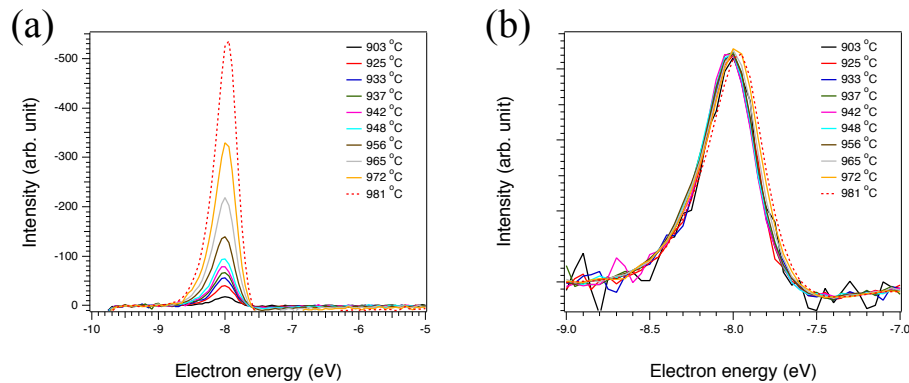 (a)
Intensity (arb. unit)
-500
-400
-300
-200
-100
0
-10
-9
-8
-7
-6
-5
Electron energy (eV)
903 °C
925 °C
933 °C
937 °C
942 °C
948 °C
956 °C
965 °C
972 °C
981 °C
(b)
Intensity (arb. unit)
-9.0
-8.5
-8.0
-7.5
-7.0
Electron energy (eV)
903 °C
925 °C
933 °C
937 °C
942 °C
948 °C
956 °C
965 °C
972 °C
981 °C